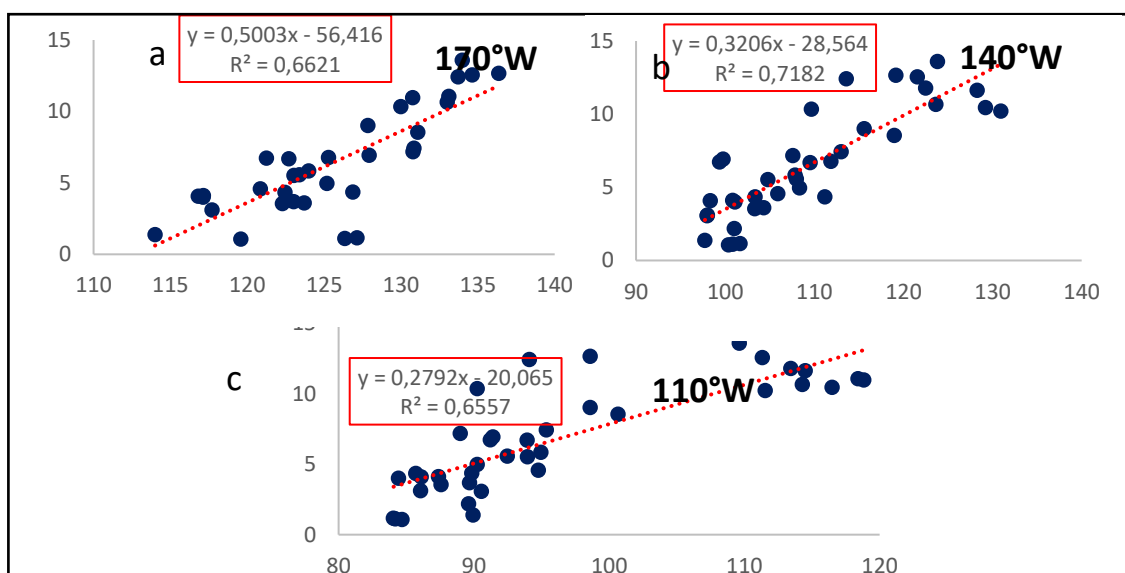 a
y = 0,5003x - 56,416
R² = 0,6621
170°W
15
10
5
0
110 115 120 125 130 135 140
b
y = 0,3206x - 28,564
R² = 0,7182
140°W
15
10
5
0
90 100 110 120 130 140
c
y = 0,2792x - 20,065
R² = 0,6557
110°W
15
10
5
0
80 90 100 110 120